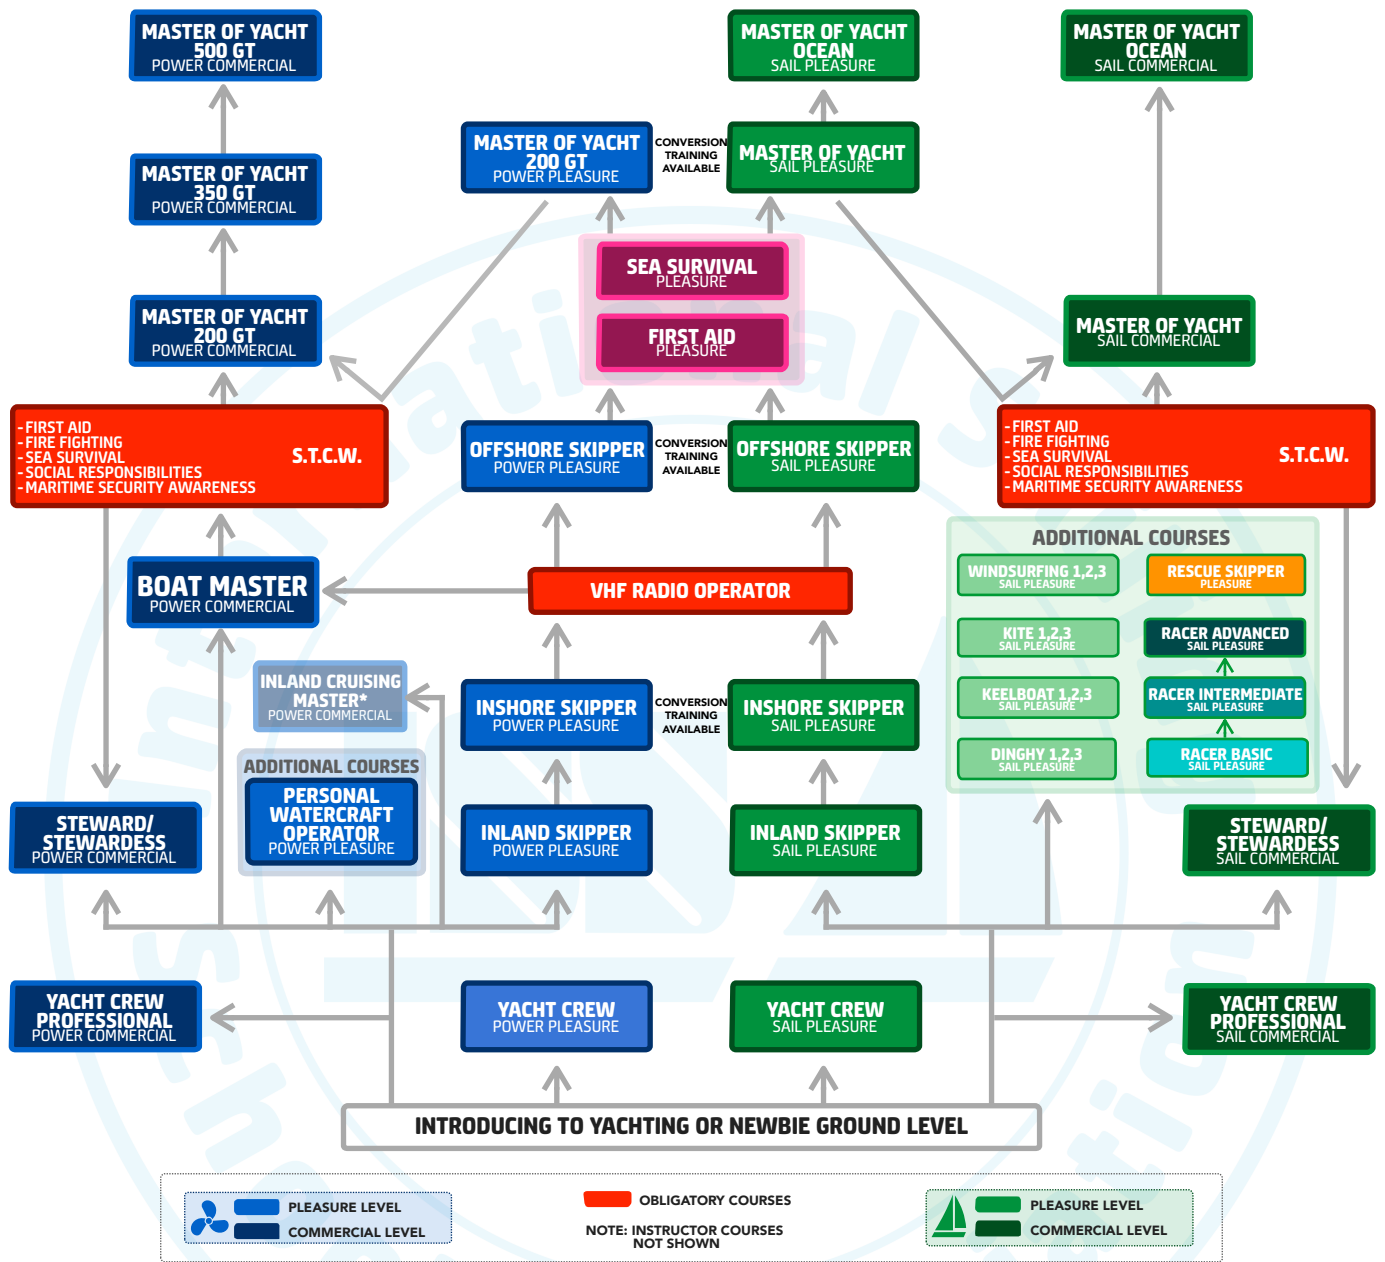 MASTER OF YACHT
500 GT
POWER COMMERCIAL
MASTER OF YACHT
OCEAN
SAIL PLEASURE
MASTER OF YACHT
OCEAN
SAIL COMMERCIAL
MASTER OF YACHT
200 GT
POWER PLEASURE
CONVERSION
TRAINING
AVAILABLE
MASTER OF YACHT
SAIL PLEASURE
MASTER OF YACHT
350 GT
POWER COMMERCIAL
SEA SURVIVAL
PLEASURE
FIRST AID
PLEASURE
MASTER OF YACHT
200 GT
POWER COMMERCIAL
MASTER OF YACHT
SAIL COMMERCIAL
-FIRST AID
-FIRE FIGHTING
-SEA SURVIVAL
-SOCIAL RESPONSIBILITIES
-MARITIME SECURITY AWARENESS
S.T.C.W.
OFFSHORE SKIPPER
POWER PLEASURE
CONVERSION
TRAINING
AVAILABLE
OFFSHORE SKIPPER
SAIL PLEASURE
-FIRST AID
-FIRE FIGHTING
-SEA SURVIVAL
-SOCIAL RESPONSIBILITIES
-MARITIME SECURITY AWARENESS
S.T.C.W.
BOAT MASTER
POWER COMMERCIAL
VHF RADIO OPERATOR
ADDITIONAL COURSES
WINDSURFING 1,2,3
SAIL PLEASURE
RESCUE SKIPPER
PLEASURE
KITE 1,2,3
SAIL PLEASURE
RACER ADVANCED
SAIL PLEASURE
KEELBOAT 1,2,3
SAIL PLEASURE
RACER INTERMEDIATE
SAIL PLEASURE
DINGHY 1,2,3
SAIL PLEASURE
RACER BASIC
SAIL PLEASURE
INLAND CRUISING
MASTER*
POWER COMMERCIAL
INSHORE SKIPPER
POWER PLEASURE
CONVERSION
TRAINING
AVAILABLE
INSHORE SKIPPER
SAIL PLEASURE
ADDITIONAL COURSES
PERSONAL
WATERCRAFT
OPERATOR
POWER PLEASURE
STEWARD/
STEWARDESS
POWER COMMERCIAL
INLAND SKIPPER
POWER PLEASURE
INLAND SKIPPER
SAIL PLEASURE
STEWARD/
STEWARDESS
SAIL COMMERCIAL
YACHT CREW
PROFESSIONAL
POWER COMMERCIAL
YACHT CREW
POWER PLEASURE
YACHT CREW
SAIL PLEASURE
YACHT CREW
PROFESSIONAL
SAIL COMMERCIAL
INTRODUCING TO YACHTING OR NEWBIE GROUND LEVEL
PLEASURE LEVEL
COMMERCIAL LEVEL
OBLIGATORY COURSES
NOTE: INSTRUCTOR COURSES
NOT SHOWN
PLEASURE LEVEL
COMMERCIAL LEVEL